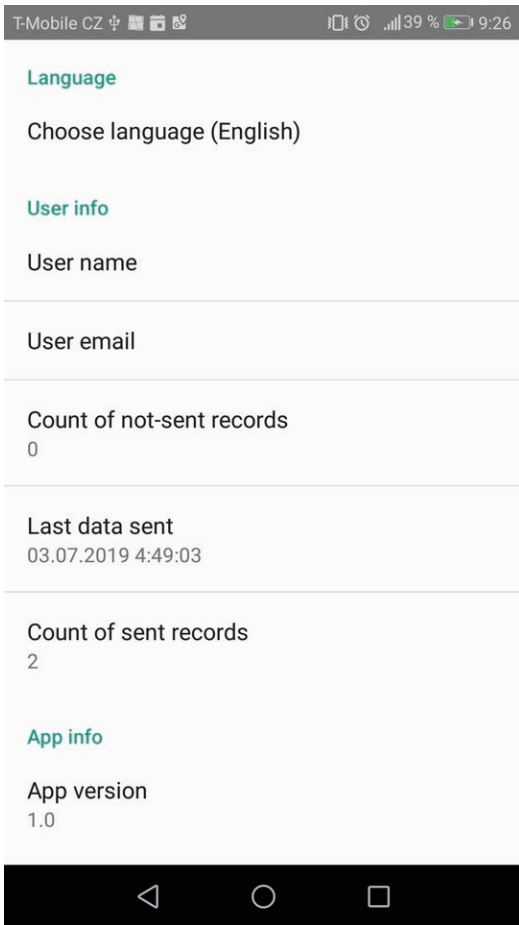 T-Mobile CZ 39 % 9:26
Language
Choose language (English)
User info
User name
User email
Count of not-sent records
0
Last data sent
03.07.2019 4:49:03
Count of sent records
2
App info
App version
1.0